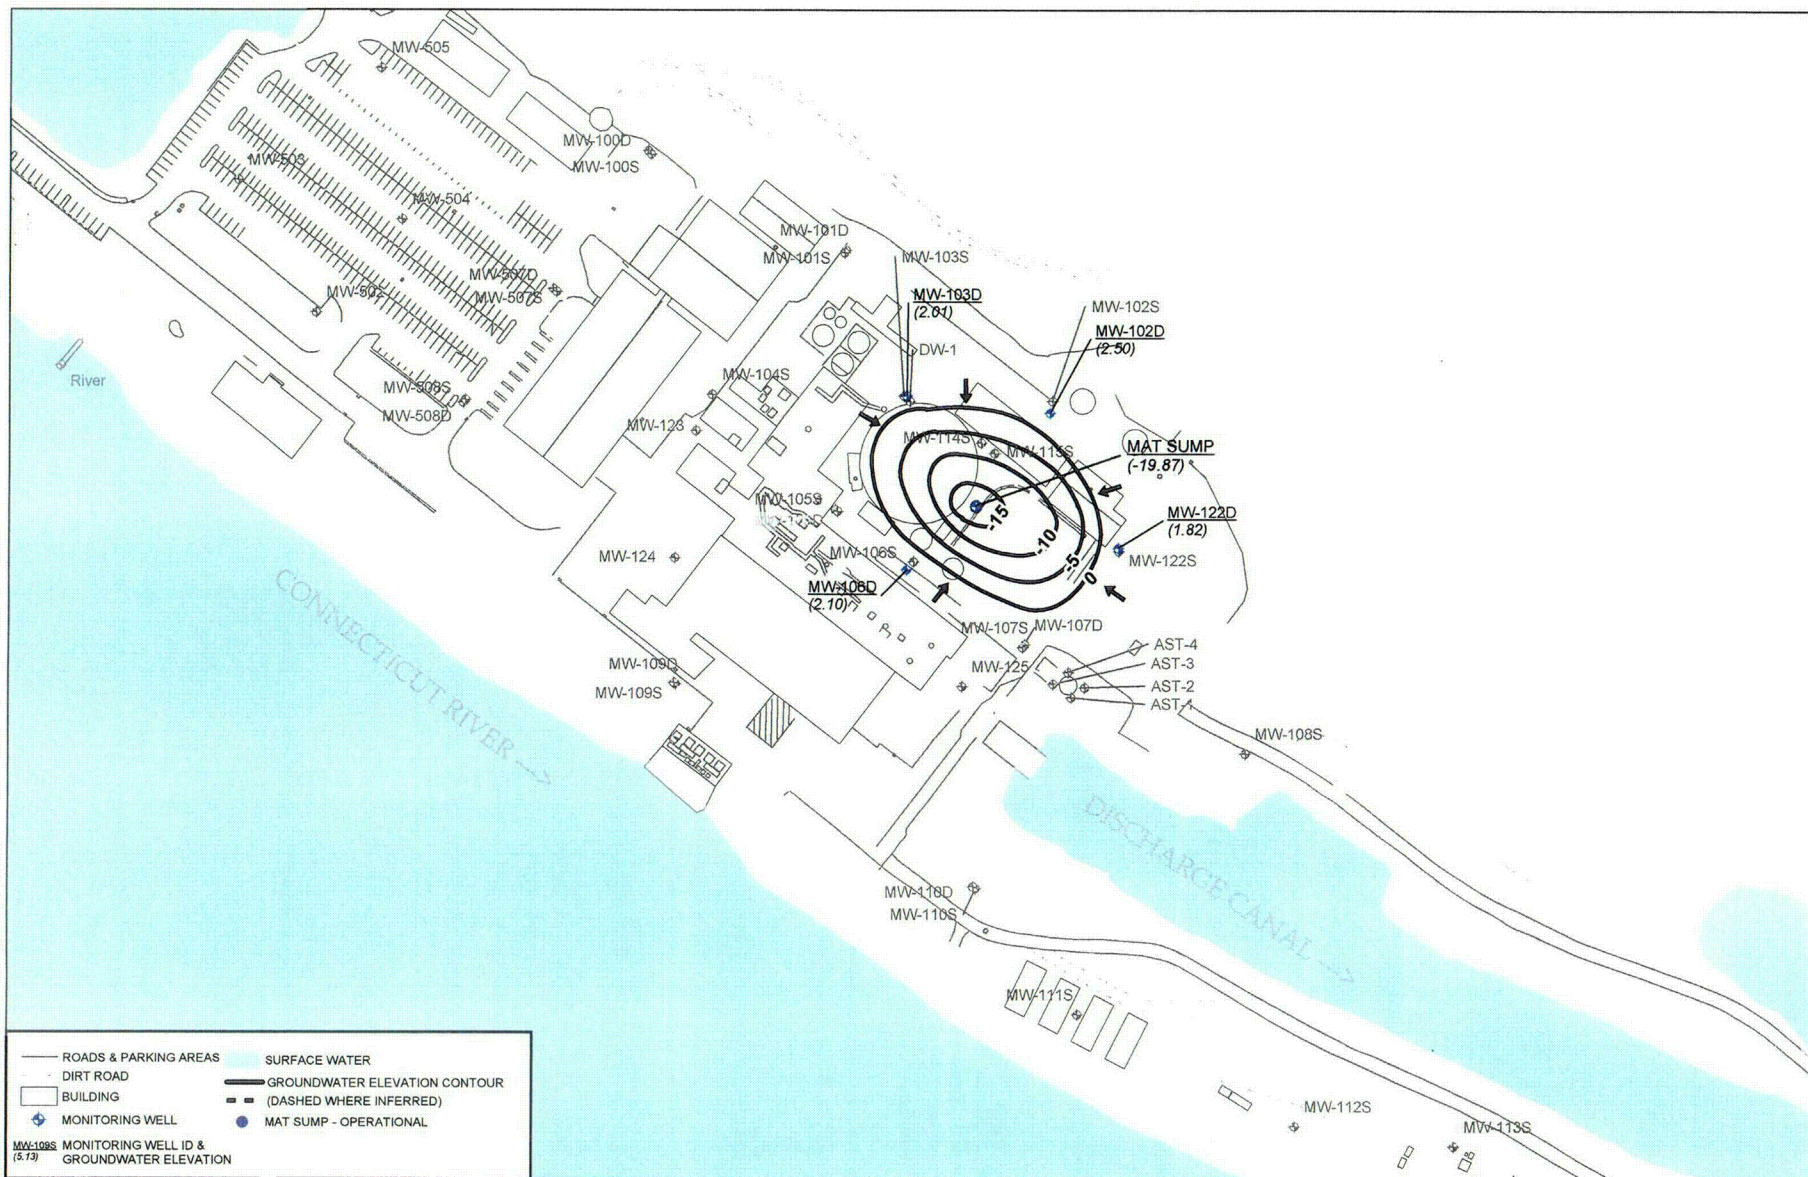 MW-505
MW-100D
MW-100S
MW-503
MW-504
MW-101D
MW-101S
MW-103S
MW-507D
MW-507S
MW-502
MW-103D
(2.01)
MW-102S
MW-102D
(2.50)
DW-1
River
MW-104S
MW-508S
MW-508D
MW-123
MW-114S
MW-115S
MAT SUMP
(-19.87)
MW-105S
-15
-10
-5
0
MW-122D
(1.82)
MW-122S
MW-124
MW-106S
MW-106D
(2.10)
CONNECTICUT RIVER --->
MW-107S
MW-107D
MW-109D
MW-109S
MW-125
AST-4
AST-3
AST-2
AST-1
MW-108S
DISCHARGE CANAL --->
MW-110D
MW-110S
MW-111S
MW-112S
MW-113S
ROADS & PARKING AREAS
DIRT ROAD
BUILDING
MONITORING WELL
MW-109S
(5.13)
MONITORING WELL ID &
GROUNDWATER ELEVATION
SURFACE WATER
GROUNDWATER ELEVATION CONTOUR
(DASHED WHERE INFERRED)
MAT SUMP - OPERATIONAL